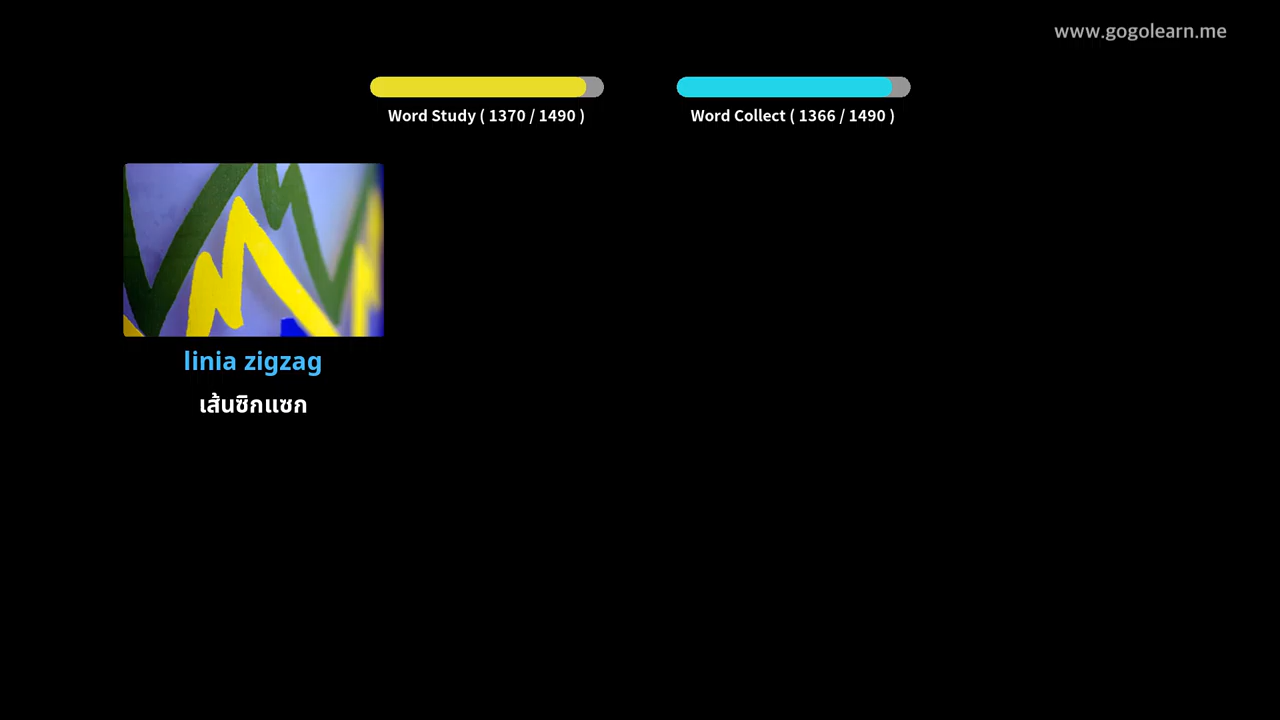 www.gogolearn.me
Word Study ( 1370 / 1490 )
Word Collect ( 1366 / 1490 )
linia zigzag
เส้นซิกแซก